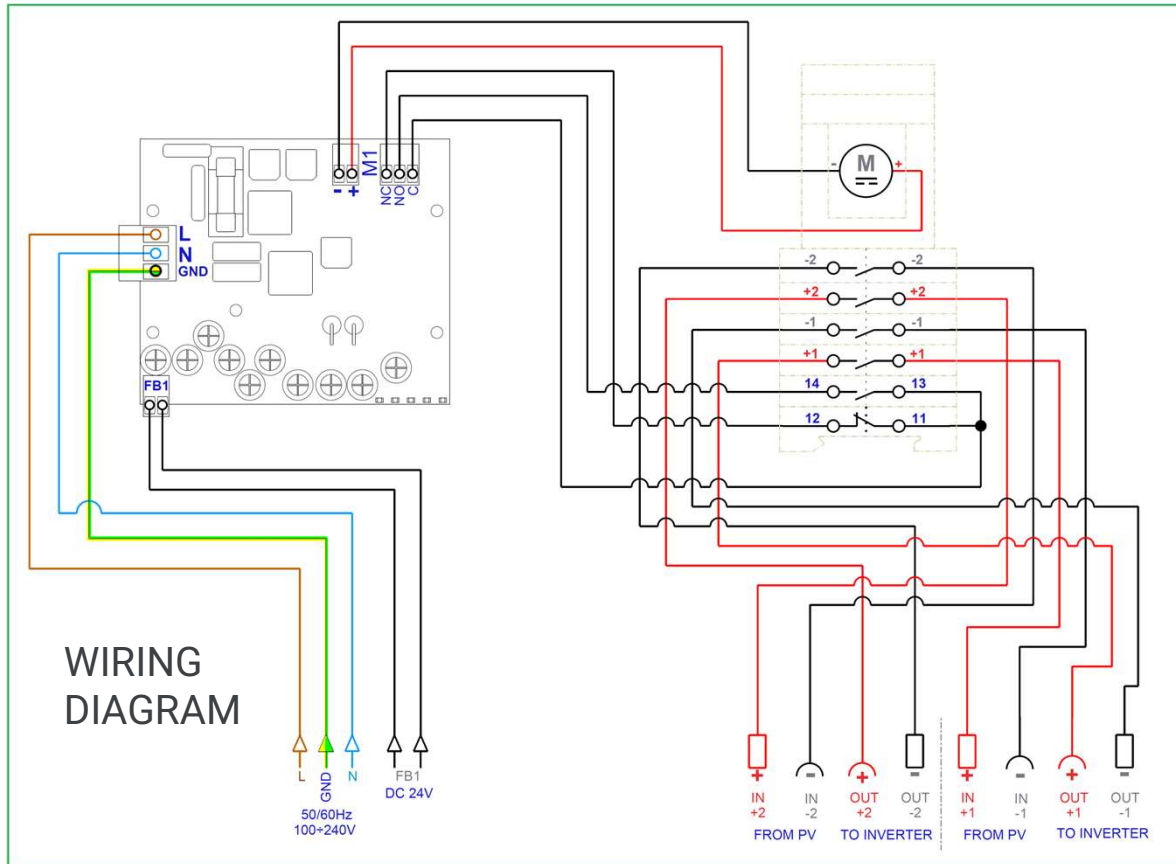 M1
- +
NC NO C
L
N
GND
FB1
- M +
-2 -2
+2 +2
-1 -1
+1 +1
14 13
12 11
WIRING
DIAGRAM
L GND N FB1
DC 24V
50/60Hz
100÷240V
+ - + - + - + -
IN IN OUT OUT IN IN OUT OUT
+2 -2 +2 -2 +1 -1 +1 -1
FROM PV TO INVERTER FROM PV TO INVERTER